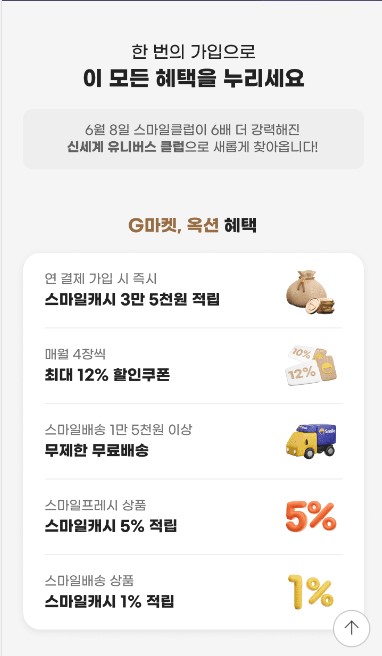 한 번의 가입으로
이 모든 혜택을 누리세요
6월 8일 스마일클럽이 6배 더 강력해진
신세계 유니버스 클럽으로 새롭게 찾아옵니다!
G마켓, 옥션 혜택
연 결제 가입 시 즉시
스마일캐시 3만 5천원 적립
매월 4장씩
최대 12% 할인쿠폰
10%
12%
스마일배송 1만 5천원 이상
무제한 무료배송
스마일프레시 상품
스마일캐시 5% 적립
5%
스마일배송 상품
스마일캐시 1% 적립
1%